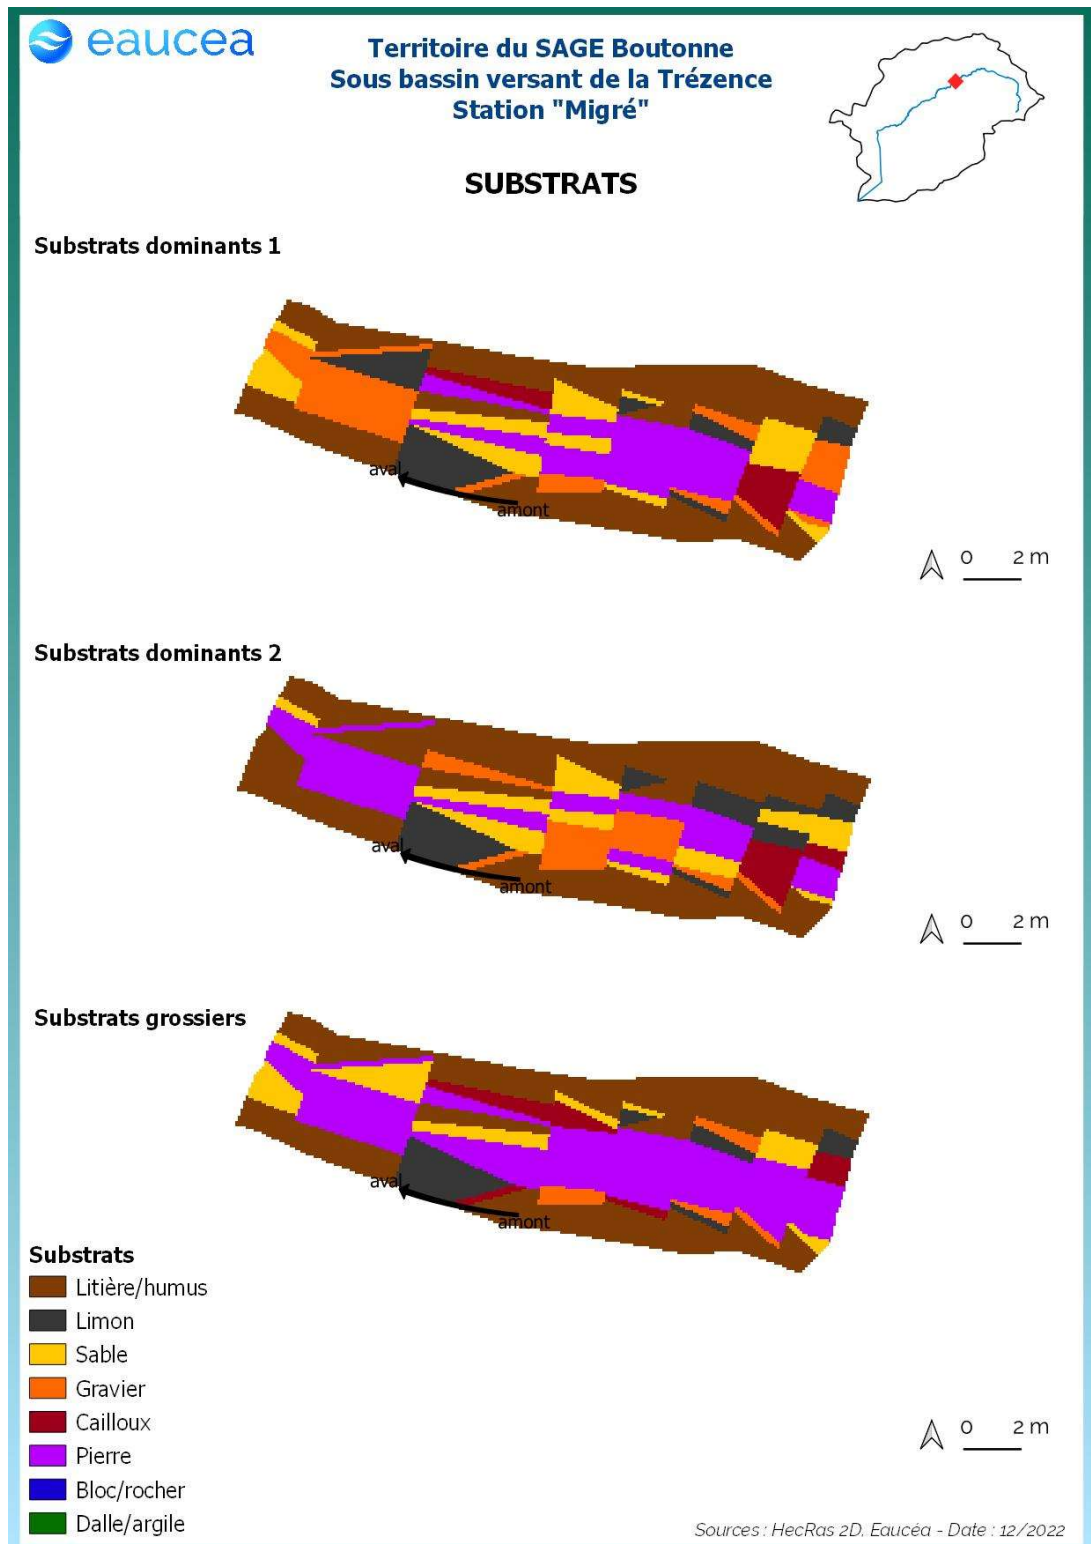 eaucea
Territoire du SAGE Boutonne
Sous bassin versant de la Trézence
Station "Migré"
SUBSTRATS
Substrats dominants 1
aval
amont
0 2 m
Substrats dominants 2
aval
amont
0 2 m
Substrats grossiers
aval
amont
Substrats
Litière/humus
Limon
Sable
Gravier
Cailloux
Pierre
Bloc/rocher
Dalle/argile
0 2 m
Sources : HecRas 2D, Eaucéa - Date : 12/2022